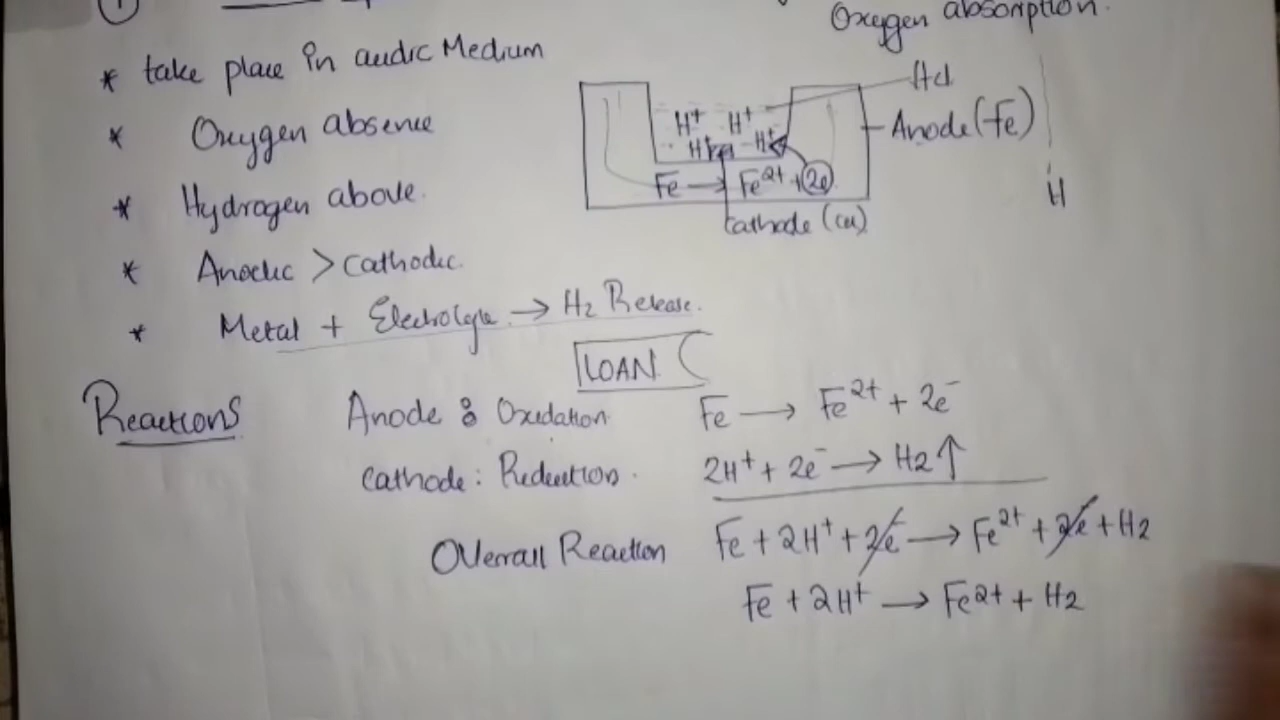 ①
Oxygen absorption.
* take place in acidic Medium
* Oxygen absence
* Hydrogen above.
* Anodic > Cathodic.
* Metal + Electrolyte → H2 Release.
H+ H+
H+ H+
Hcl
Anode (Fe)
Fe → Fe2+ + 2e
Cathode (cu)
H
LOAN
Reactions
Anode : Oxidation Fe → Fe2+ + 2e-
Cathode : Reduction. 2H+ + 2e- → H2↑
Overall Reaction Fe + 2H+ + 2e- → Fe2+ + 2e + H2
Fe + 2H+ → Fe2+ + H2